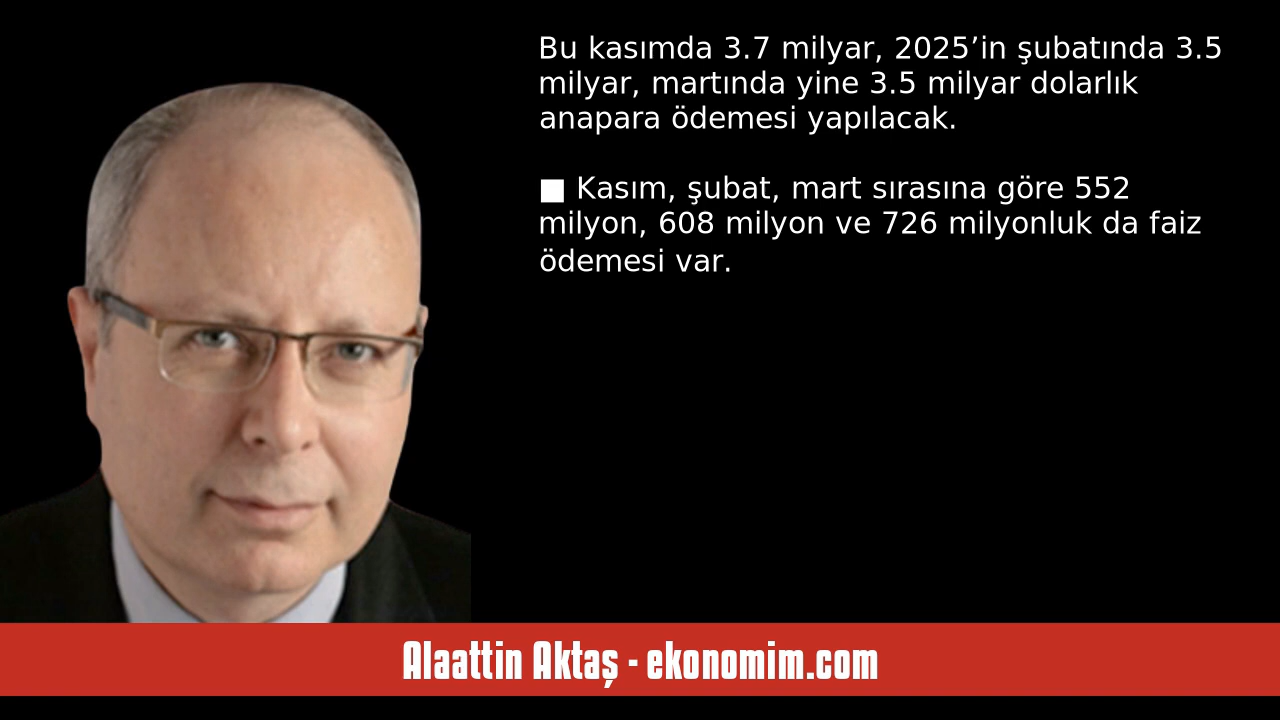 Bu kasımda 3.7 milyar, 2025’in şubatında 3.5
milyar, martında yine 3.5 milyar dolarlık
anapara ödemesi yapılacak.
■ Kasım, şubat, mart sırasına göre 552
milyon, 608 milyon ve 726 milyonluk da faiz
ödemesi var.
Alaattin Aktaş - ekonomim.com